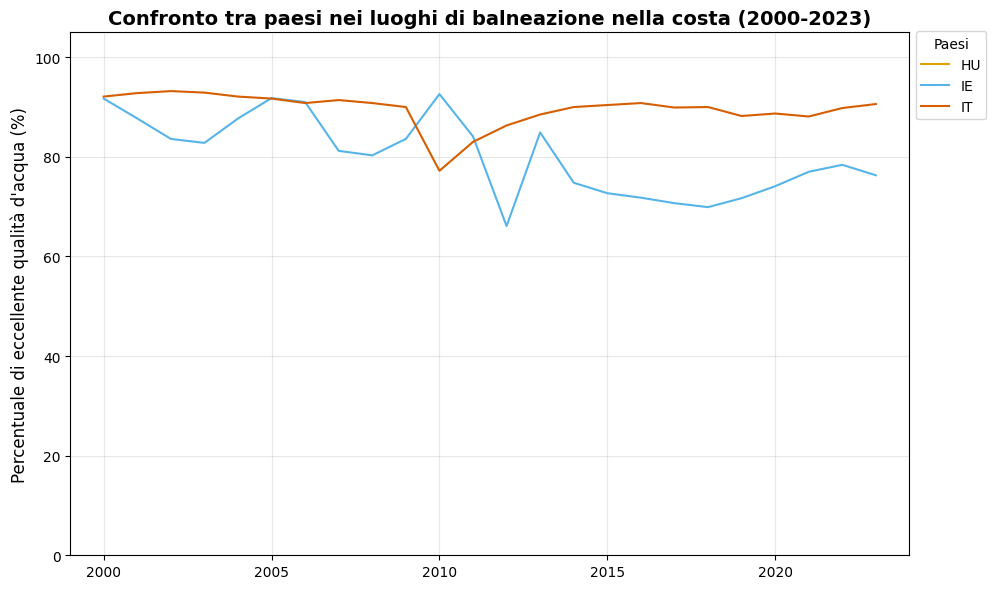 Confronto tra paesi nei luoghi di balneazione nella costa (2000-2023)
Paesi
HU
IE
IT
Percentuale di eccellente qualità d'acqua (%)
100
80
60
40
20
0
2000
2005
2010
2015
2020